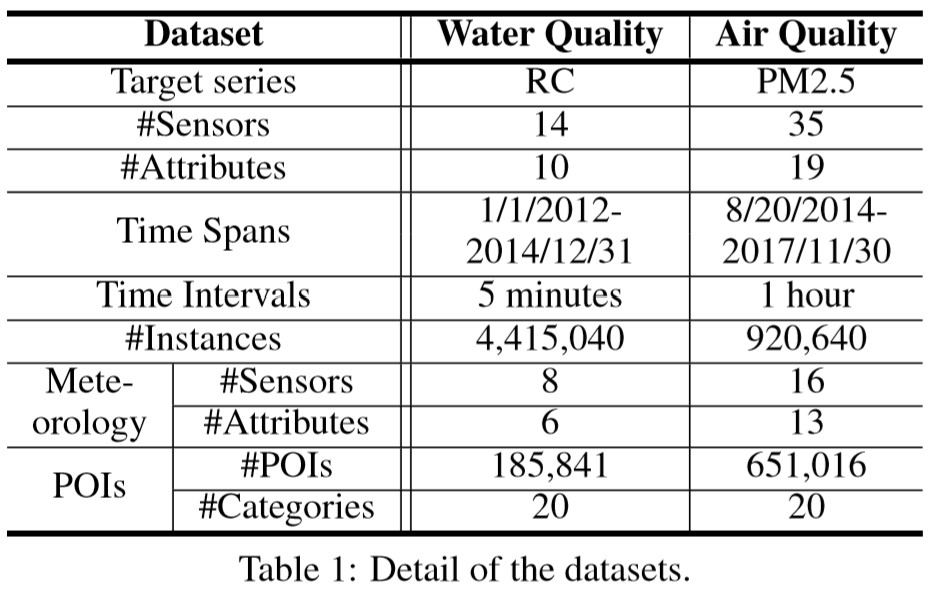 Dataset Water Quality Air Quality
Target series RC PM2.5
#Sensors 14 35
#Attributes 10 19
Time Spans 1/1/2012-2014/12/31 8/20/2014-2017/11/30
Time Intervals 5 minutes 1 hour
#Instances 4,415,040 920,640
Mete-orology #Sensors 8 16
#Attributes 6 13
POIs #POIs 185,841 651,016
#Categories 20 20
Table 1: Detail of the datasets.